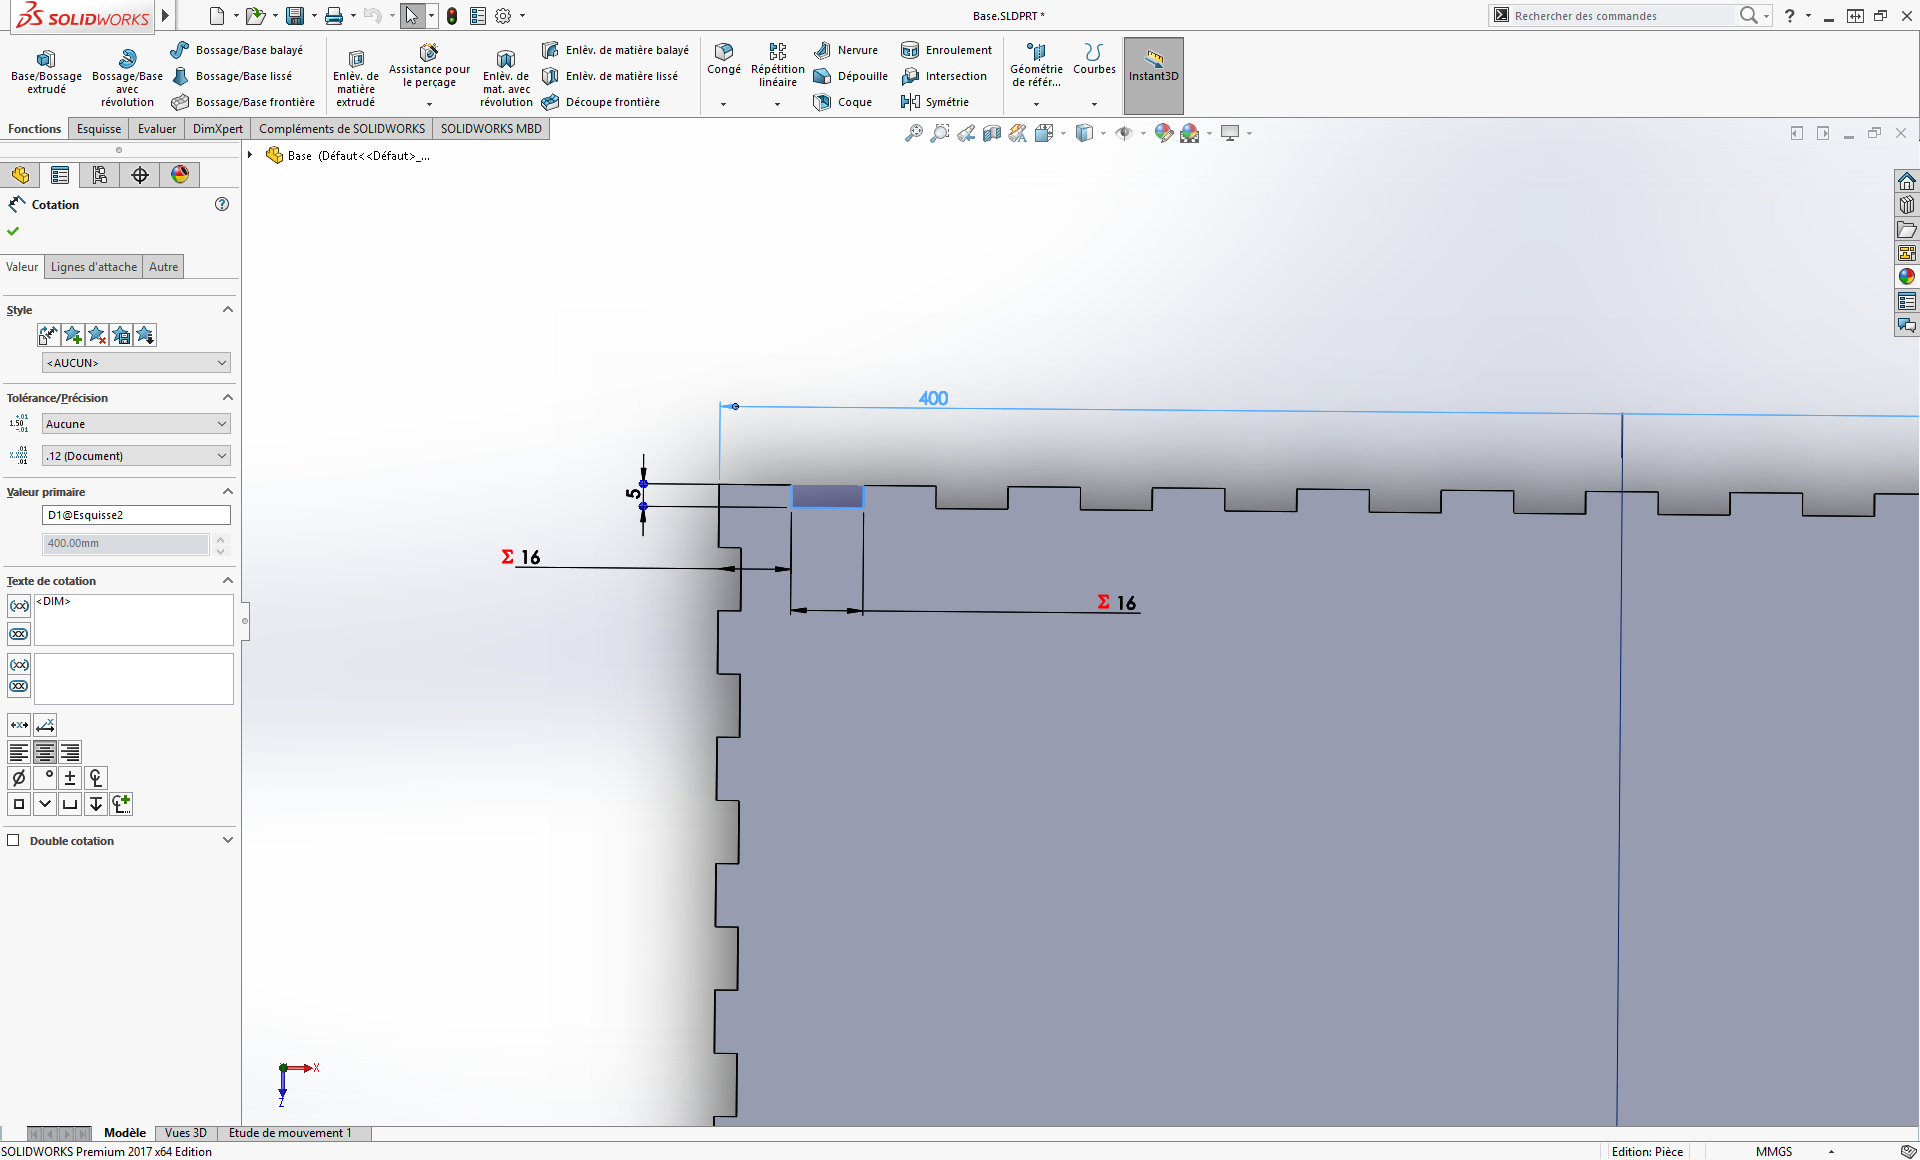 SOLIDWORKS
Base.SLDPRT *
Rechercher des commandes
Base/Bossage extrudé
Bossage/Base avec révolution
Bossage/Base balayé
Bossage/Base lissé
Bossage/Base frontière
Enlèv. de matière extrudé
Assistance pour le perçage
Enlèv. de mat. avec révolution
Enlèv. de matière balayé
Enlèv. de matière lissé
Découpe frontière
Congé
Répétition linéaire
Nervure
Dépouille
Coque
Enroulement
Intersection
Symétrie
Géométrie de référ...
Courbes
Instant3D
Fonctions
Esquisse
Evaluer
DimXpert
Compléments de SOLIDWORKS
SOLIDWORKS MBD
Base (Défaut<<Défaut>_...
Cotation
Valeur
Lignes d'attache
Autre
Style
<AUCUN>
Tolérance/Précision
Aucune
.12 (Document)
Valeur primaire
D1@Esquisse2
400.00mm
Texte de cotation
<DIM>
Double cotation
400
5
Σ 16
Σ 16
X
Z
Modèle
Vues 3D
Etude de mouvement 1
SOLIDWORKS Premium 2017 x64 Edition
Edition: Pièce
MMGS